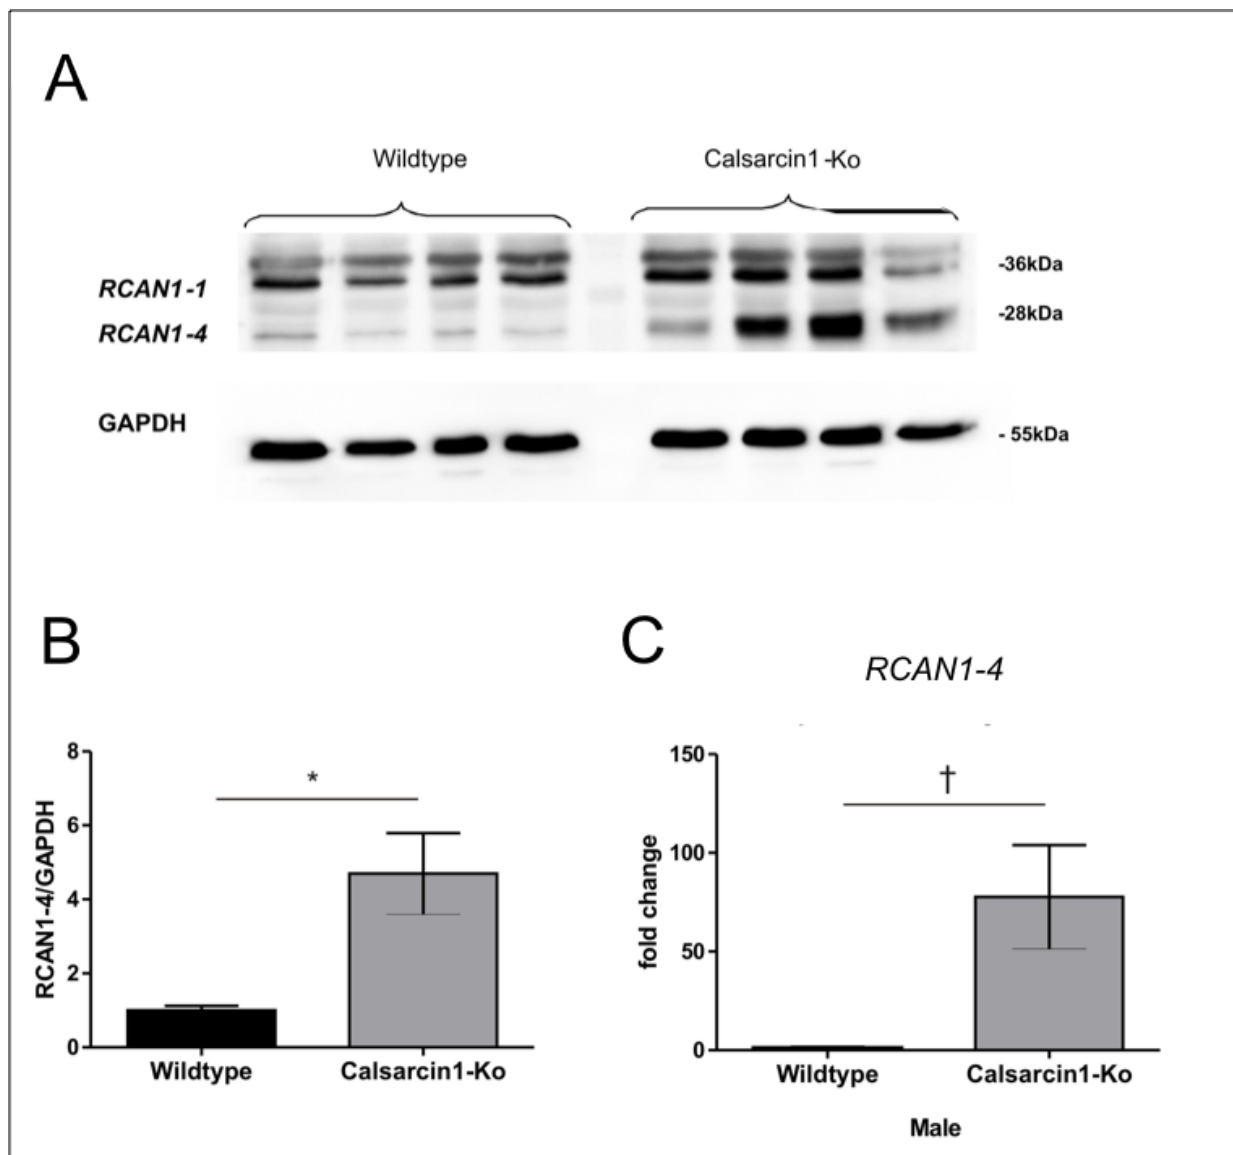 A
Wildtype
Calsarcin1-Ko
-36kDa
RCAN1-1
-28kDa
RCAN1-4
GAPDH
- 55kDa
B
C
RCAN1-4
8
*
6
4
2
0
RCAN1-4/GAPDH
Wildtype
Calsarcin1-Ko
150
†
100
50
0
fold change
Wildtype
Calsarcin1-Ko
Male